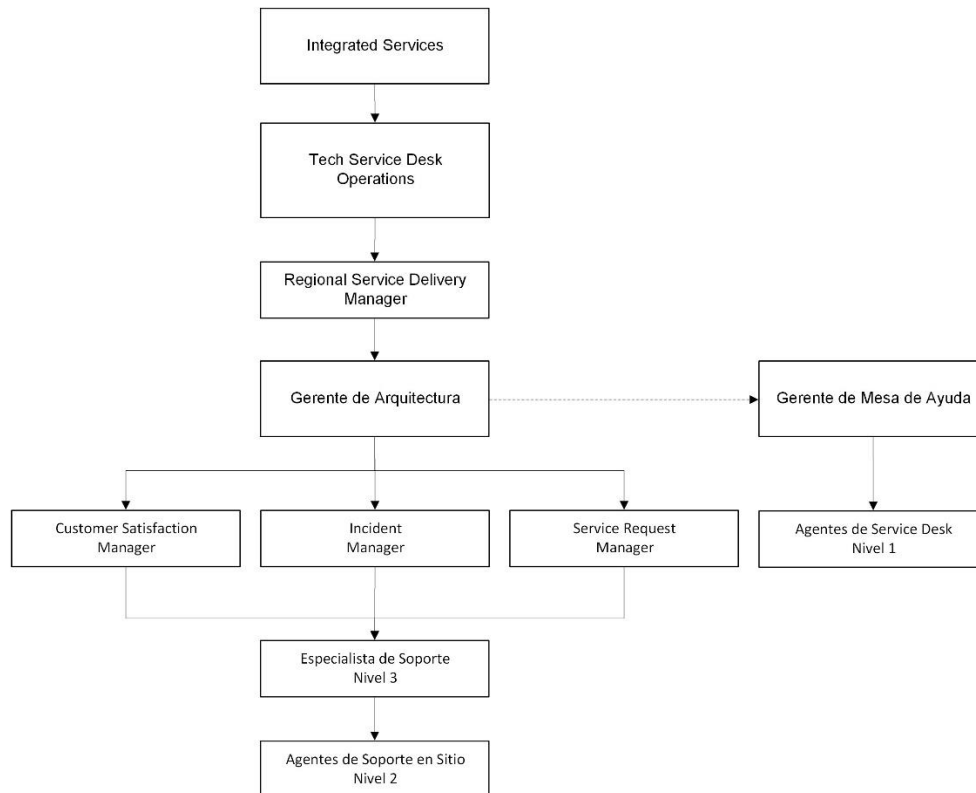 Integrated Services
Tech Service Desk
Operations
Regional Service Delivery
Manager
Gerente de Arquitectura
Gerente de Mesa de Ayuda
Customer Satisfaction
Manager
Incident
Manager
Service Request
Manager
Agentes de Service Desk
Nivel 1
Especialista de Soporte
Nivel 3
Agentes de Soporte en Sitio
Nivel 2